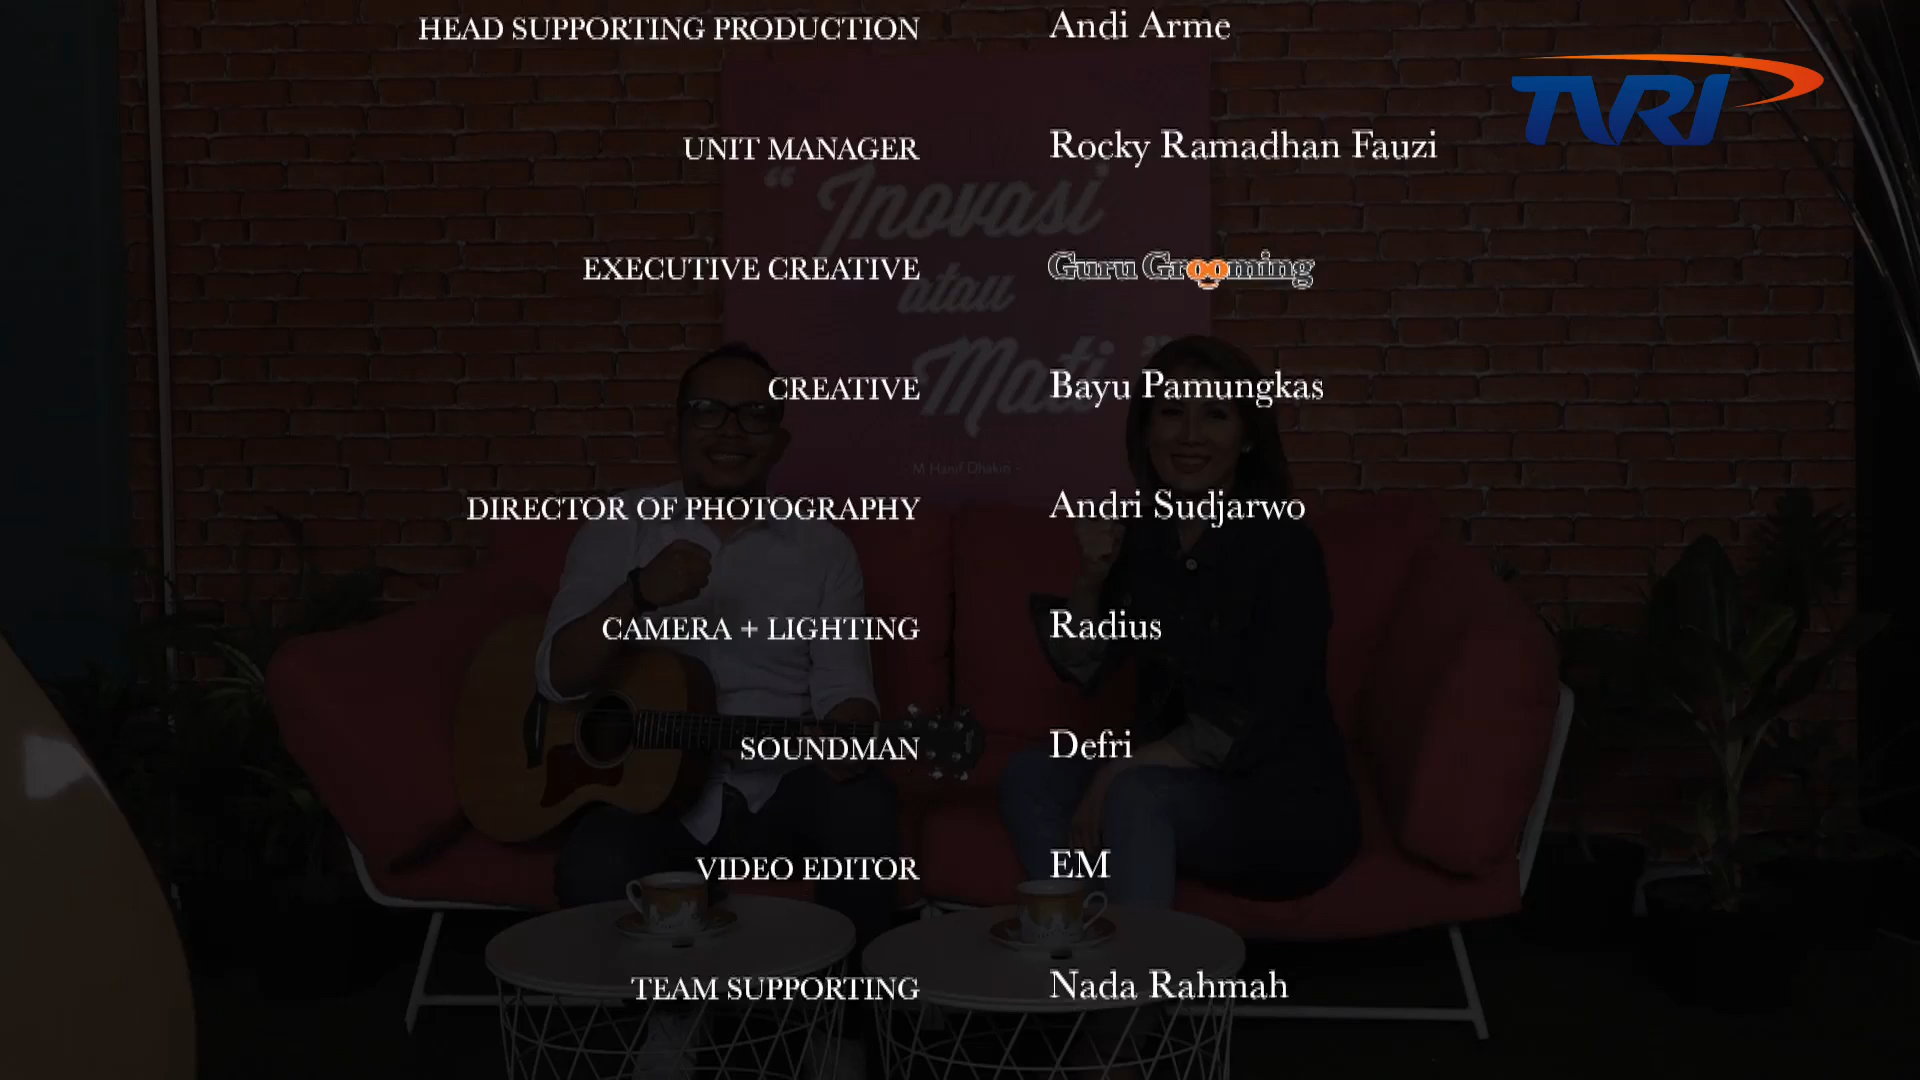 HEAD SUPPORTING PRODUCTION Andi Arme
TVRI
UNIT MANAGER Rocky Ramadhan Fauzi
“ Inovasi
EXECUTIVE CREATIVE Guru Grooming
atau
Mati ”
CREATIVE Bayu Pamungkas
- M Hanif Dhakiri -
DIRECTOR OF PHOTOGRAPHY Andri Sudjarwo
CAMERA + LIGHTING Radius
SOUNDMAN Defri
VIDEO EDITOR EM
TEAM SUPPORTING Nada Rahmah